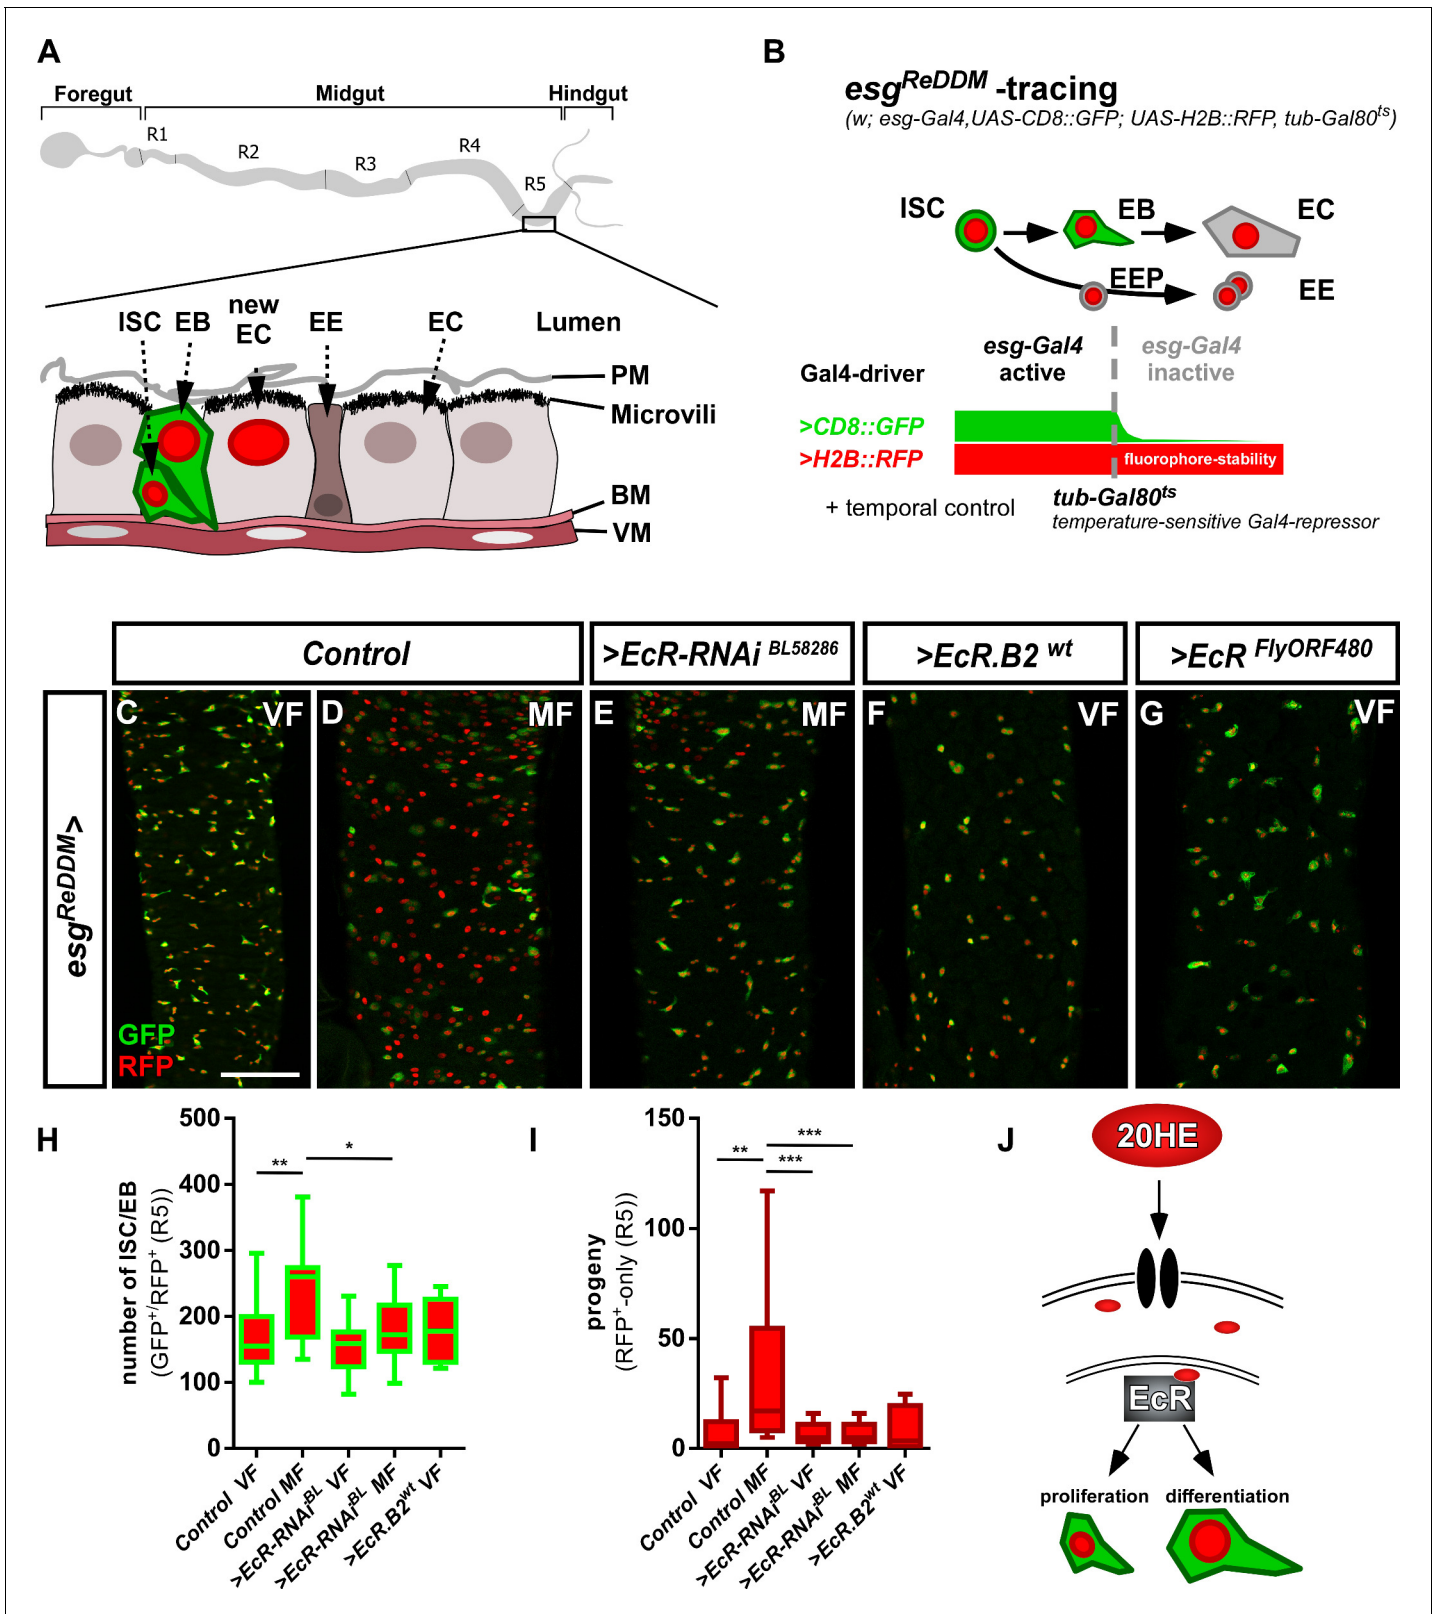 A
Foregut
Midgut
Hindgut
R1
R2
R3
R4
R5
ISC
EB
new
EC
EE
EC
Lumen
PM
Microvili
BM
VM
B
esgReDDM -tracing
(w; esg-Gal4,UAS-CD8::GFP; UAS-H2B::RFP, tub-Gal80ts)
ISC
EB
EC
EEP
EE
Gal4-driver
esg-Gal4
active
esg-Gal4
inactive
>CD8::GFP
>H2B::RFP
fluorophore-stability
+ temporal control
tub-Gal80ts
temperature-sensitive Gal4-repressor
Control
>EcR-RNAi BL58286
>EcR.B2 wt
>EcR FlyORF480
esgReDDM>
C
VF
GFP
RFP
D
MF
E
MF
F
VF
G
VF
H
number of ISC/EB
(GFP+/RFP+ (R5))
500
400
300
200
100
0
**
*
Control VF
Control MF
>EcR-RNAiBL VF
>EcR-RNAiBL MF
>EcR.B2wt VF
I
progeny
(RFP+-only (R5))
150
100
50
0
**
***
***
Control VF
Control MF
>EcR-RNAiBL VF
>EcR-RNAiBL MF
>EcR.B2wt VF
J
20HE
EcR
proliferation
differentiation